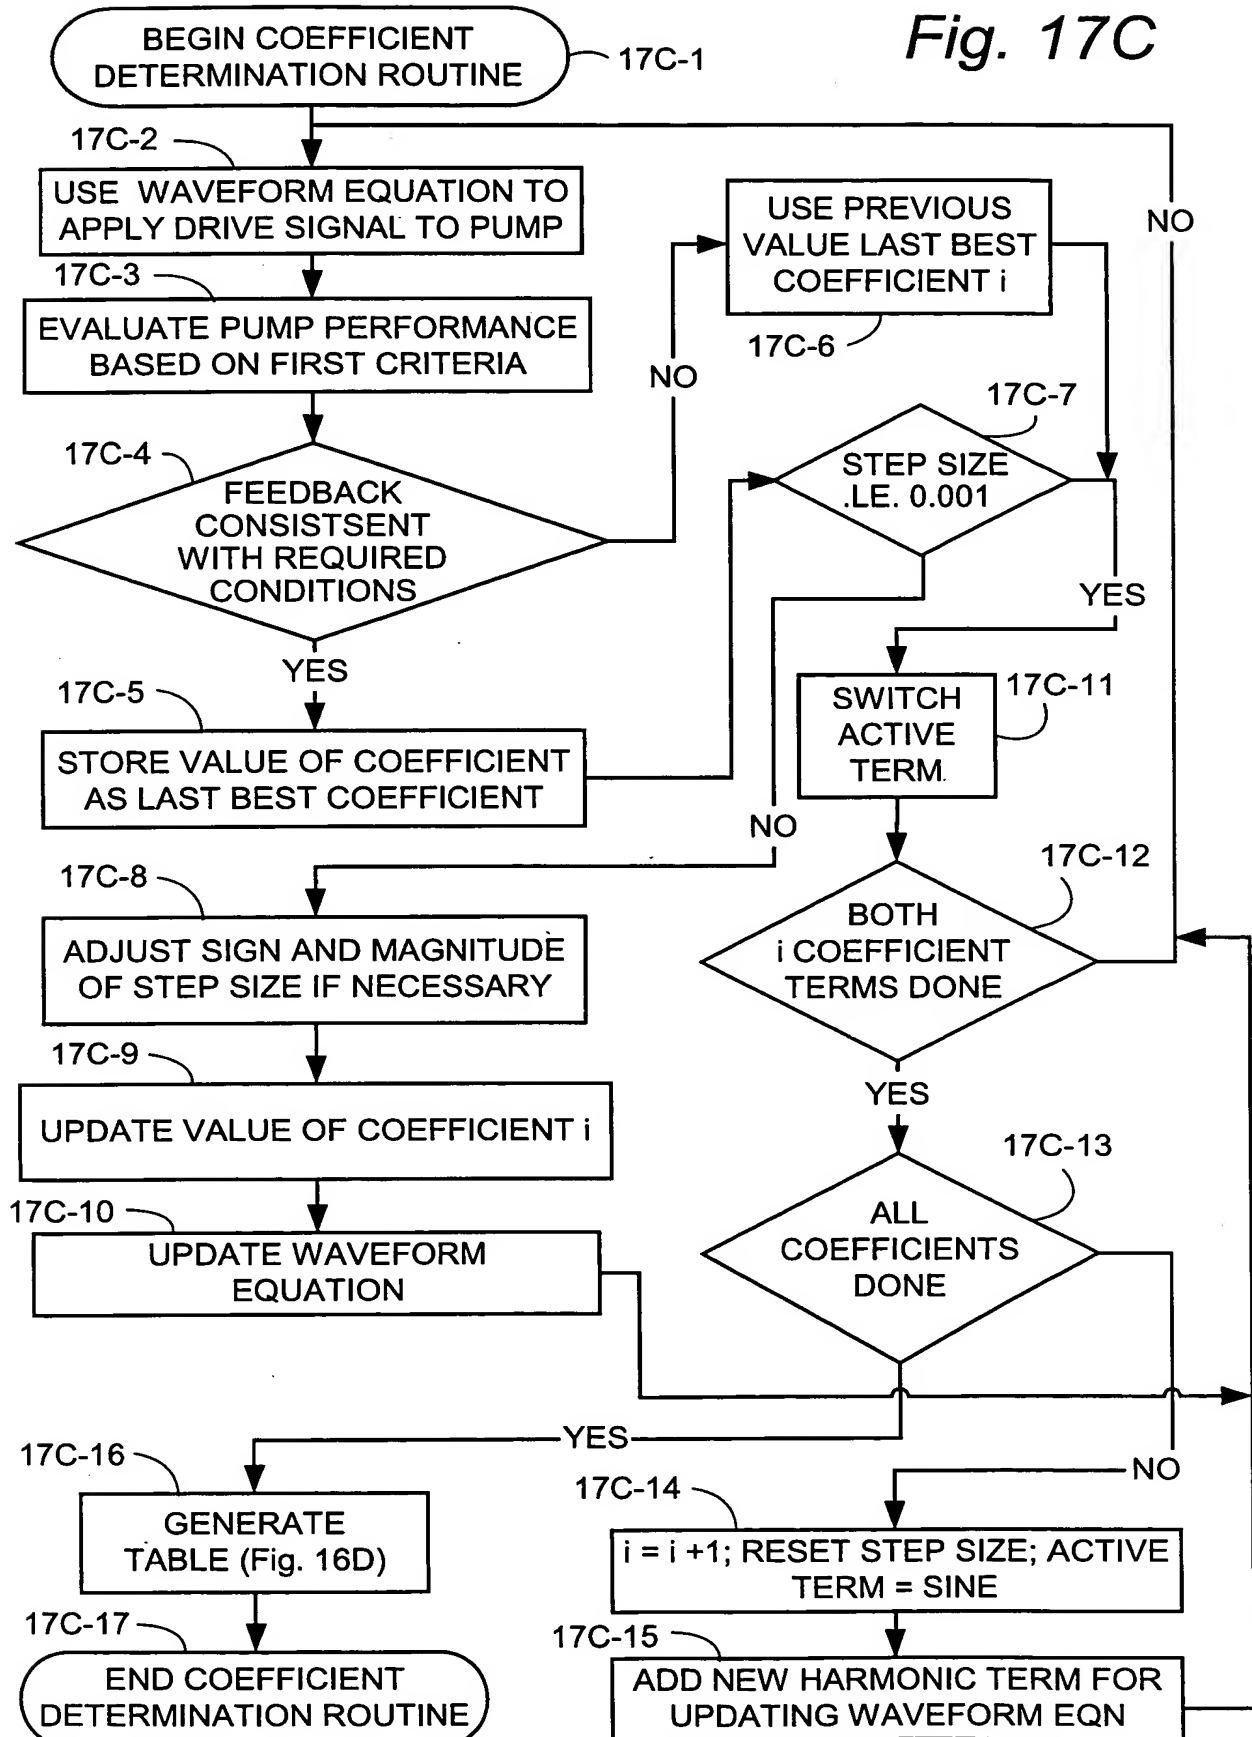 Fig. 17C
BEGIN COEFFICIENT
DETERMINATION ROUTINE
17C-1
17C-2
USE WAVEFORM EQUATION TO
APPLY DRIVE SIGNAL TO PUMP
17C-3
EVALUATE PUMP PERFORMANCE
BASED ON FIRST CRITERIA
17C-4
FEEDBACK
CONSISTSENT
WITH REQUIRED
CONDITIONS
NO
YES
17C-5
STORE VALUE OF COEFFICIENT
AS LAST BEST COEFFICIENT
USE PREVIOUS
VALUE LAST BEST
COEFFICIENT i
17C-6
17C-7
STEP SIZE
.LE. 0.001
YES
NO
17C-8
ADJUST SIGN AND MAGNITUDE
OF STEP SIZE IF NECESSARY
17C-9
UPDATE VALUE OF COEFFICIENT i
17C-10
UPDATE WAVEFORM
EQUATION
17C-11
SWITCH
ACTIVE
TERM
17C-12
BOTH
i COEFFICIENT
TERMS DONE
NO
YES
17C-13
ALL
COEFFICIENTS
DONE
YES
NO
17C-14
i = i +1; RESET STEP SIZE; ACTIVE
TERM = SINE
17C-15
ADD NEW HARMONIC TERM FOR
UPDATING WAVEFORM EQN
17C-16
GENERATE
TABLE (Fig. 16D)
17C-17
END COEFFICIENT
DETERMINATION ROUTINE